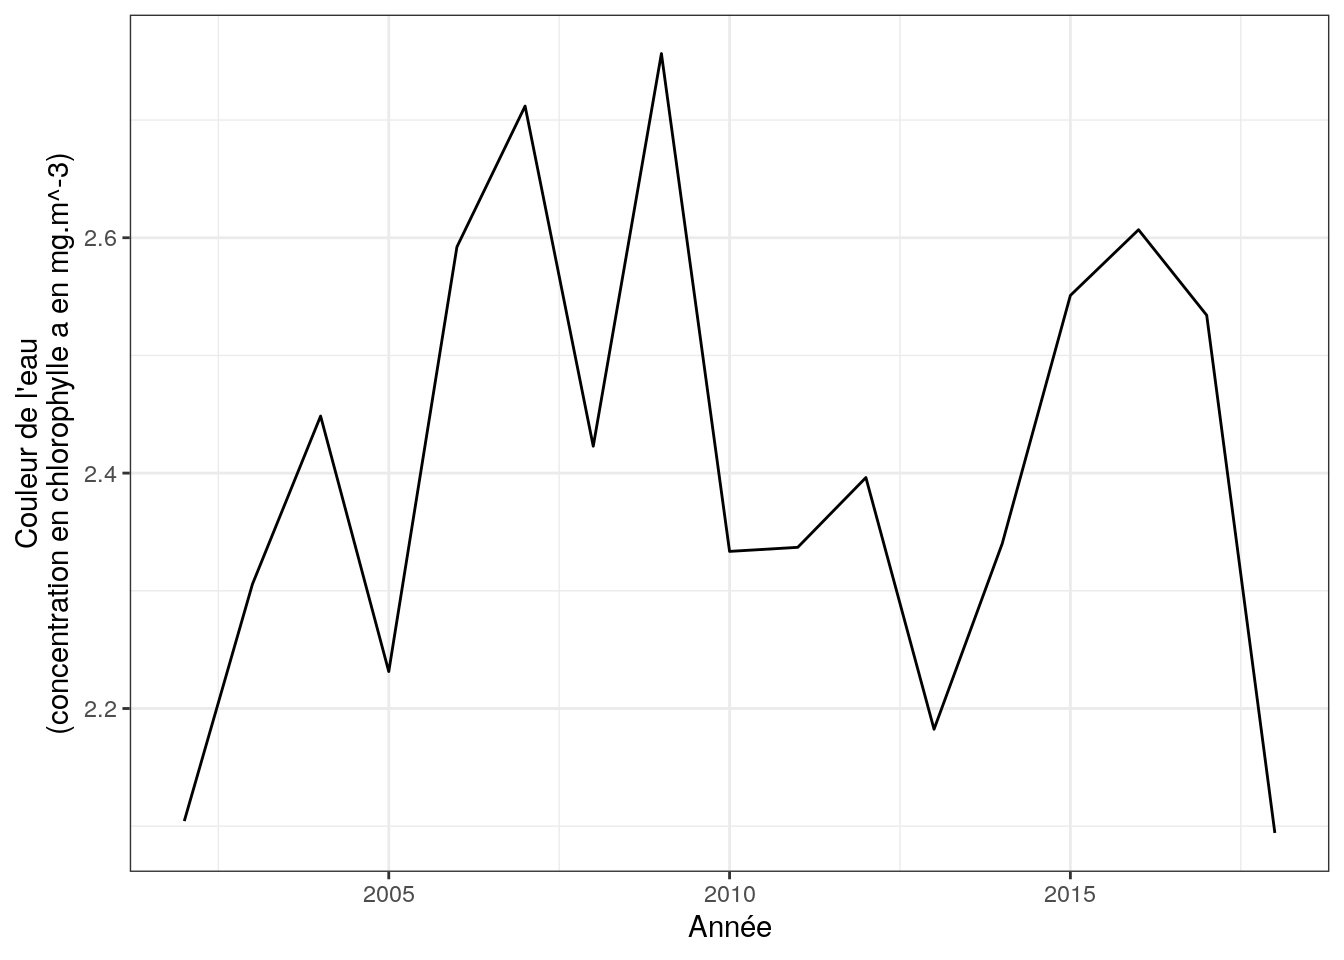 Couleur de l'eau
(concentration en chlorophylle a en mg.m^-3)
2.6
2.4
2.2
2005
2010
2015
Année